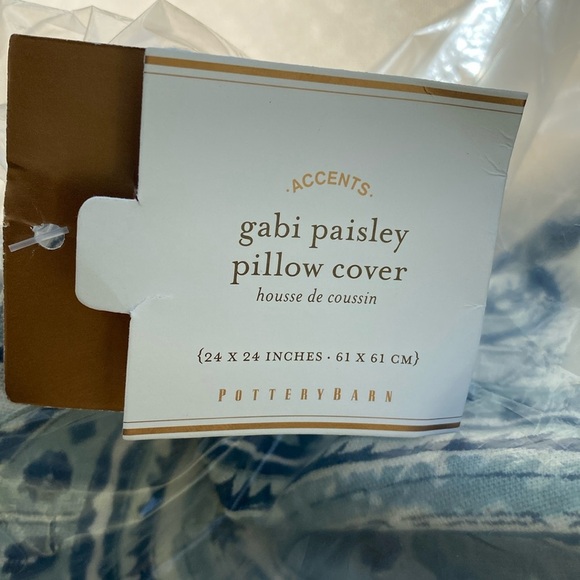 ·ACCENTS·
gabi paisley
pillow cover
housse de coussin
{24 X 24 INCHES · 61 X 61 CM}
POTTERYBARN